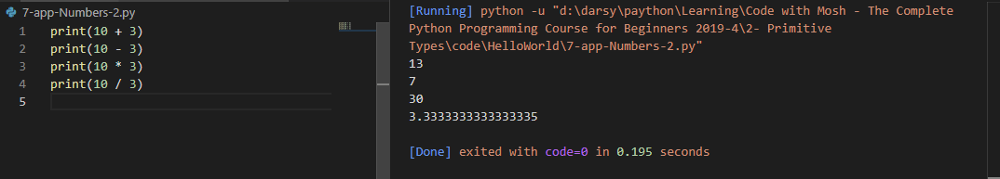 7-app-Numbers-2.py
1 print(10 + 3)
2 print(10 - 3)
3 print(10 * 3)
4 print(10 / 3)
5
[Running] python -u "d:\darsy\paython\Learning\Code with Mosh - The Complete
Python Programming Course for Beginners 2019-4\2- Primitive
Types\code\HelloWorld\7-app-Numbers-2.py"
13
7
30
3.3333333333333335
[Done] exited with code=0 in 0.195 seconds